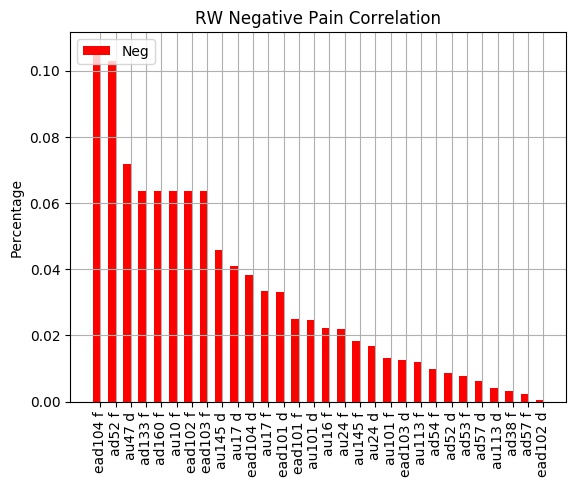 RW Negative Pain Correlation
Neg
Percentage
0.10
0.08
0.06
0.04
0.02
0.00
ead104 f
ad52 f
au47 d
ad133 f
ad160 f
au10 f
ead102 f
ead103 f
au145 d
au17 d
ead104 d
au17 f
ead101 d
ead101 f
au101 d
au16 f
au24 f
au145 f
au24 d
au101 f
ead103 d
au113 f
ad54 f
ad52 d
ad53 f
ad57 d
au113 d
ad38 f
ad57 f
ead102 d